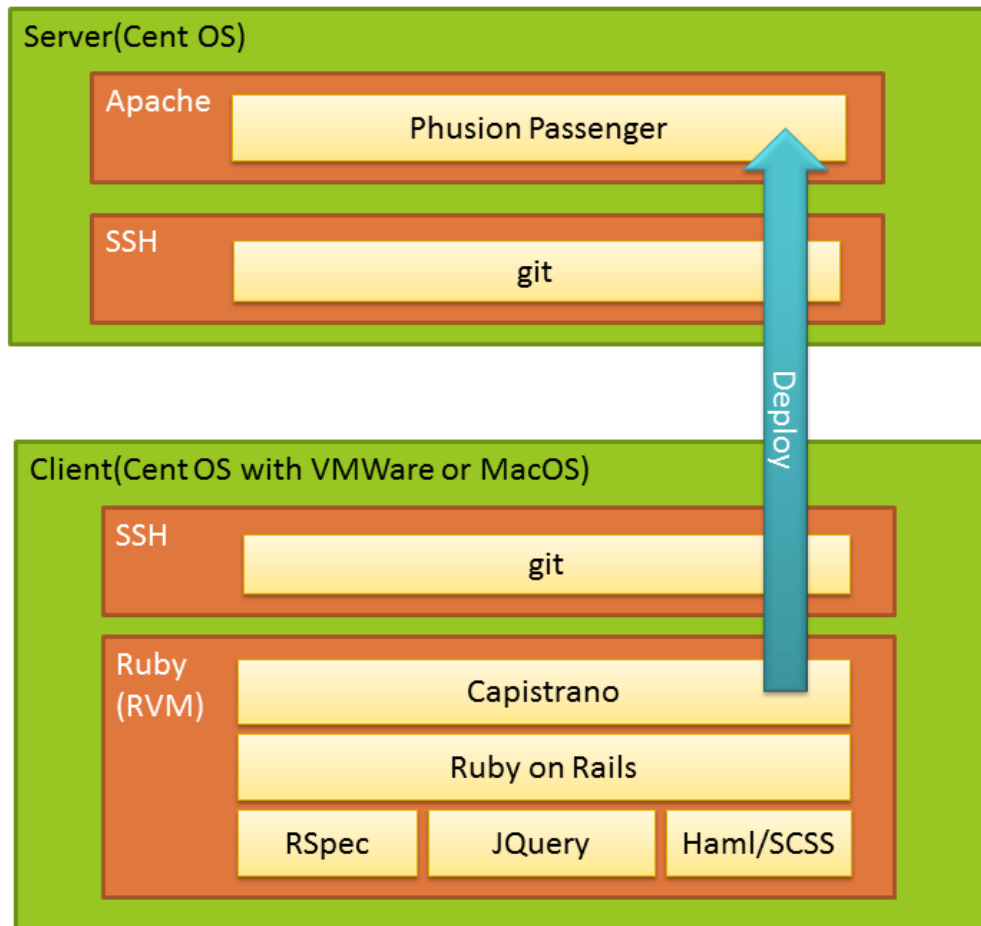 Server(Cent OS)
Apache
Phusion Passenger
SSH
git
Deploy
Client(Cent OS with VMWare or MacOS)
SSH
git
Ruby
(RVM)
Capistrano
Ruby on Rails
RSpec
JQuery
Haml/SCSS